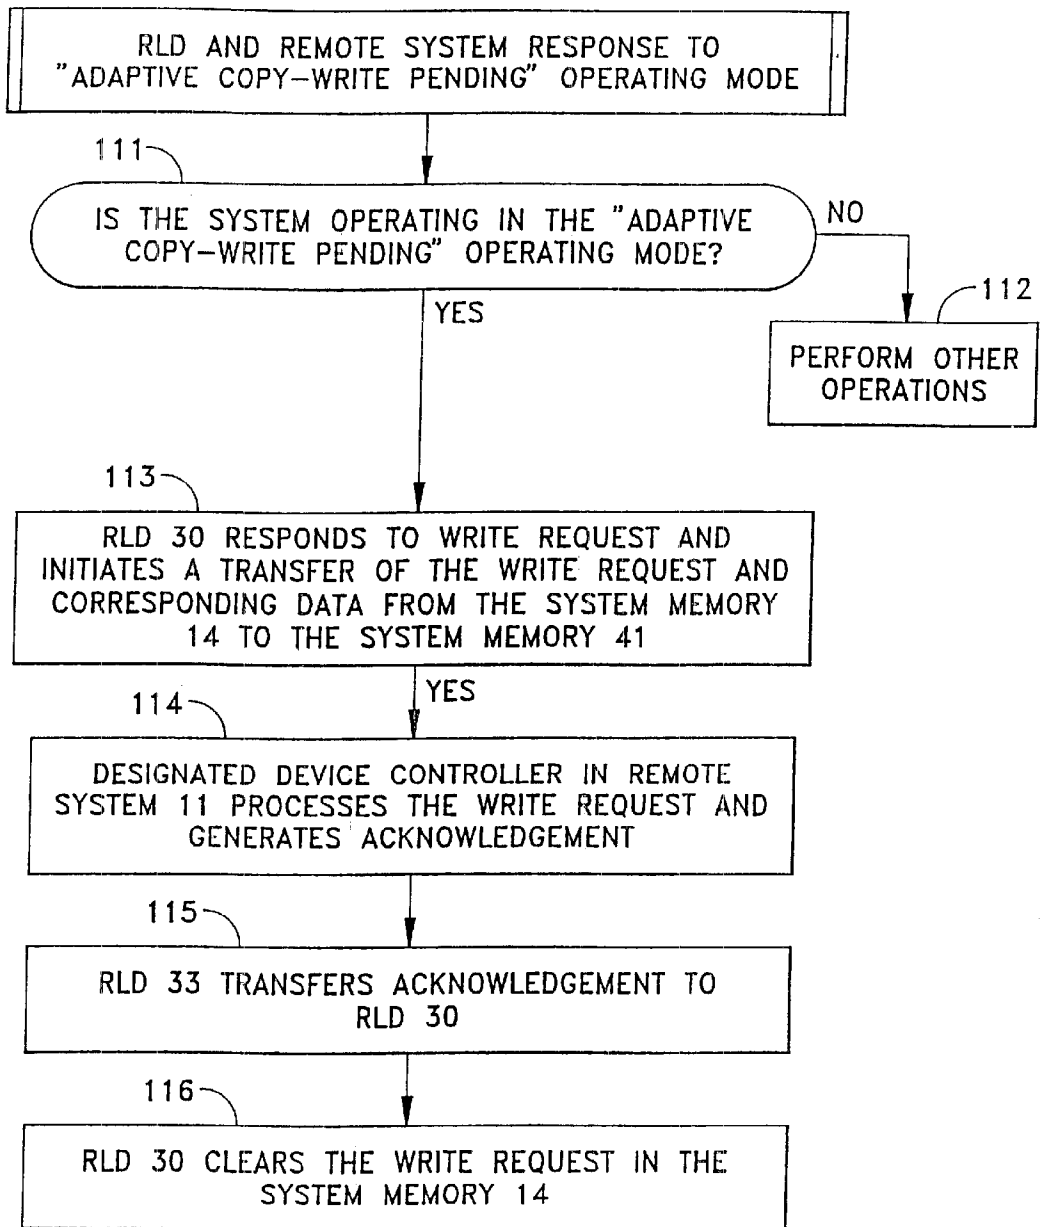 RLD AND REMOTE SYSTEM RESPONSE TO
"ADAPTIVE COPY-WRITE PENDING" OPERATING MODE
111
IS THE SYSTEM OPERATING IN THE "ADAPTIVE
COPY-WRITE PENDING" OPERATING MODE?
NO
YES
112
PERFORM OTHER
OPERATIONS
113
RLD 30 RESPONDS TO WRITE REQUEST AND
INITIATES A TRANSFER OF THE WRITE REQUEST AND
CORRESPONDING DATA FROM THE SYSTEM MEMORY
14 TO THE SYSTEM MEMORY 41
YES
114
DESIGNATED DEVICE CONTROLLER IN REMOTE
SYSTEM 11 PROCESSES THE WRITE REQUEST AND
GENERATES ACKNOWLEDGEMENT
115
RLD 33 TRANSFERS ACKNOWLEDGEMENT TO
RLD 30
116
RLD 30 CLEARS THE WRITE REQUEST IN THE
SYSTEM MEMORY 14